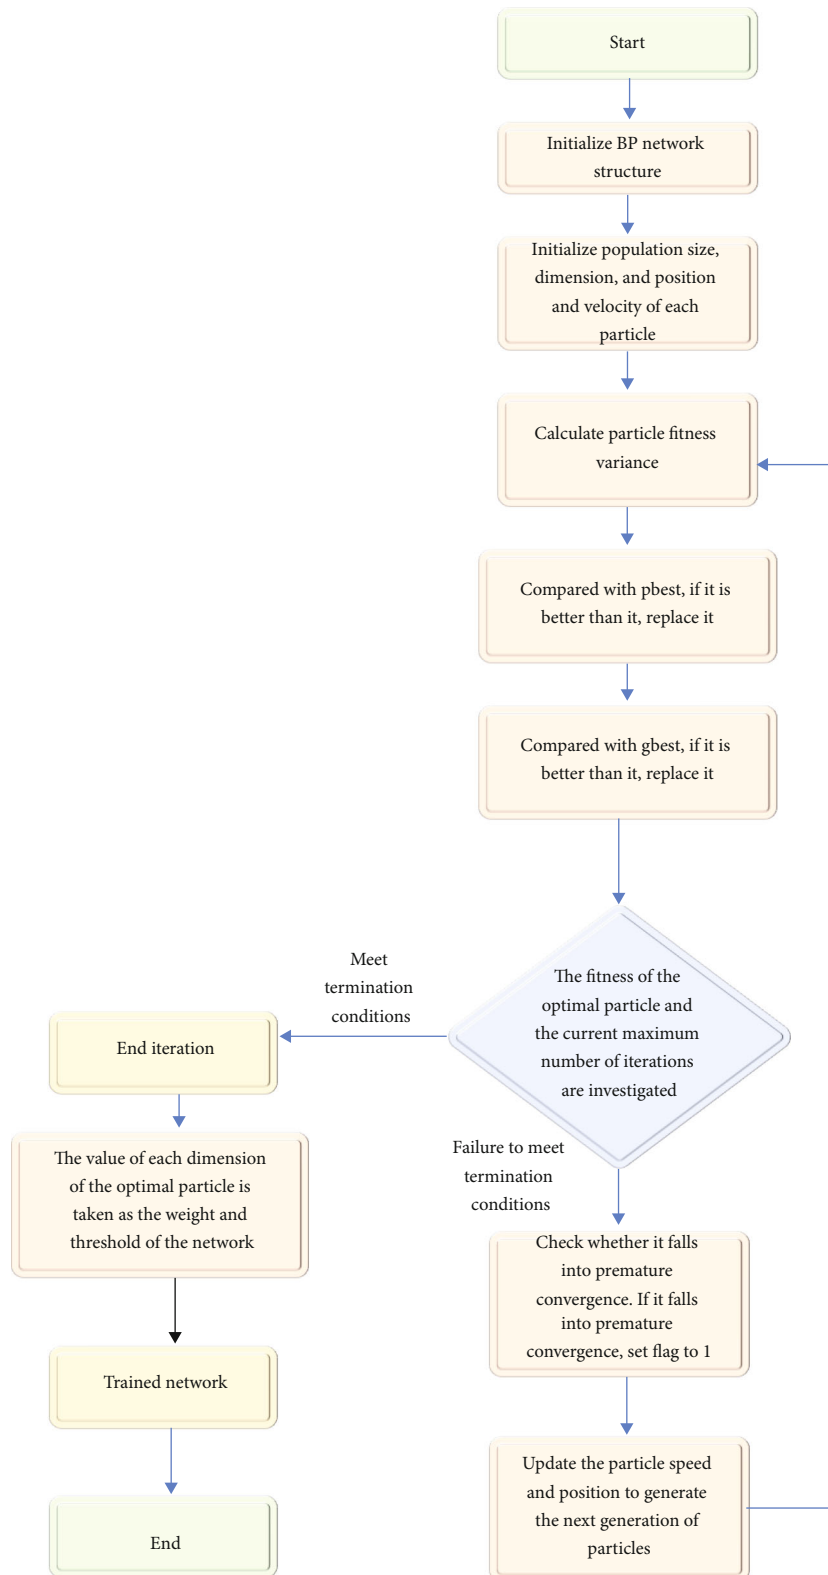 Start
Initialize BP network
structure
Initialize population size,
dimension, and position
and velocity of each
particle
Calculate particle fitness
variance
Compared with pbest, if it is
better than it, replace it
Compared with gbest, if it is
better than it, replace it
The fitness of the
optimal particle and
the current maximum
number of iterations
are investigated
Meet
termination
conditions
End iteration
The value of each dimension
of the optimal particle is
taken as the weight and
threshold of the network
Trained network
End
Failure to meet
termination
conditions
Check whether it falls
into premature
convergence. If it falls
into premature
convergence, set flag to 1
Update the particle speed
and position to generate
the next generation of
particles